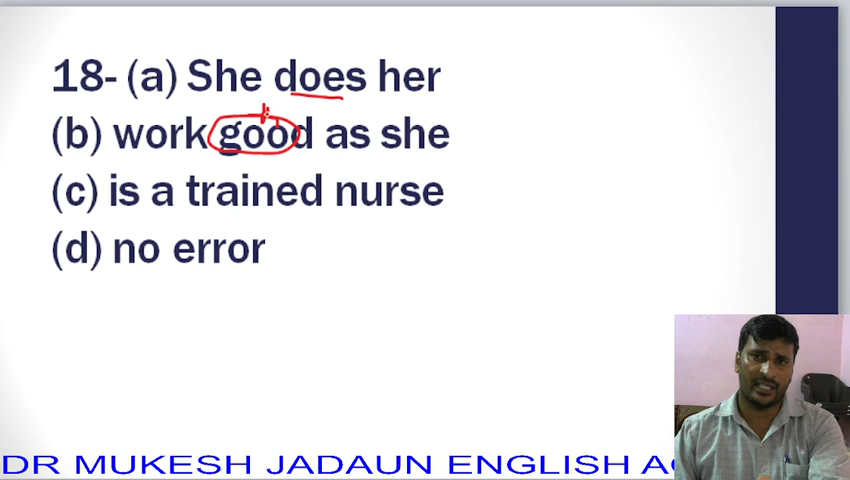 18- (a) She does her
(b) work good as she
(c) is a trained nurse
(d) no error
DR MUKESH JADAUN ENGLISH